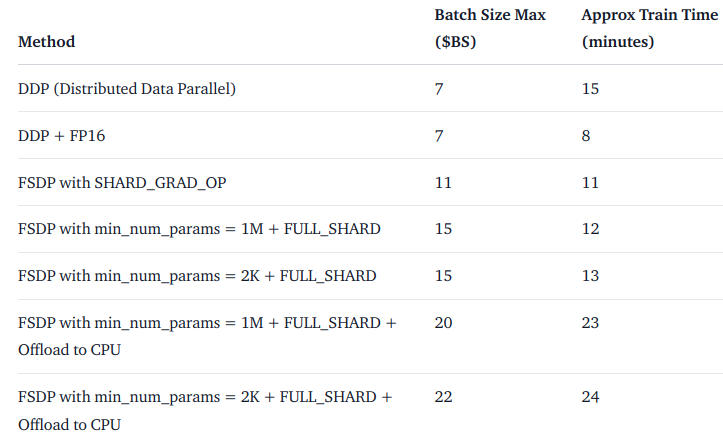 Method Batch Size Max ($BS) Approx Train Time (minutes)
DDP (Distributed Data Parallel) 7 15
DDP + FP16 7 8
FSDP with SHARD_GRAD_OP 11 11
FSDP with min_num_params = 1M + FULL_SHARD 15 12
FSDP with min_num_params = 2K + FULL_SHARD 15 13
FSDP with min_num_params = 1M + FULL_SHARD + 20 23
Offload to CPU
FSDP with min_num_params = 2K + FULL_SHARD + 22 24
Offload to CPU